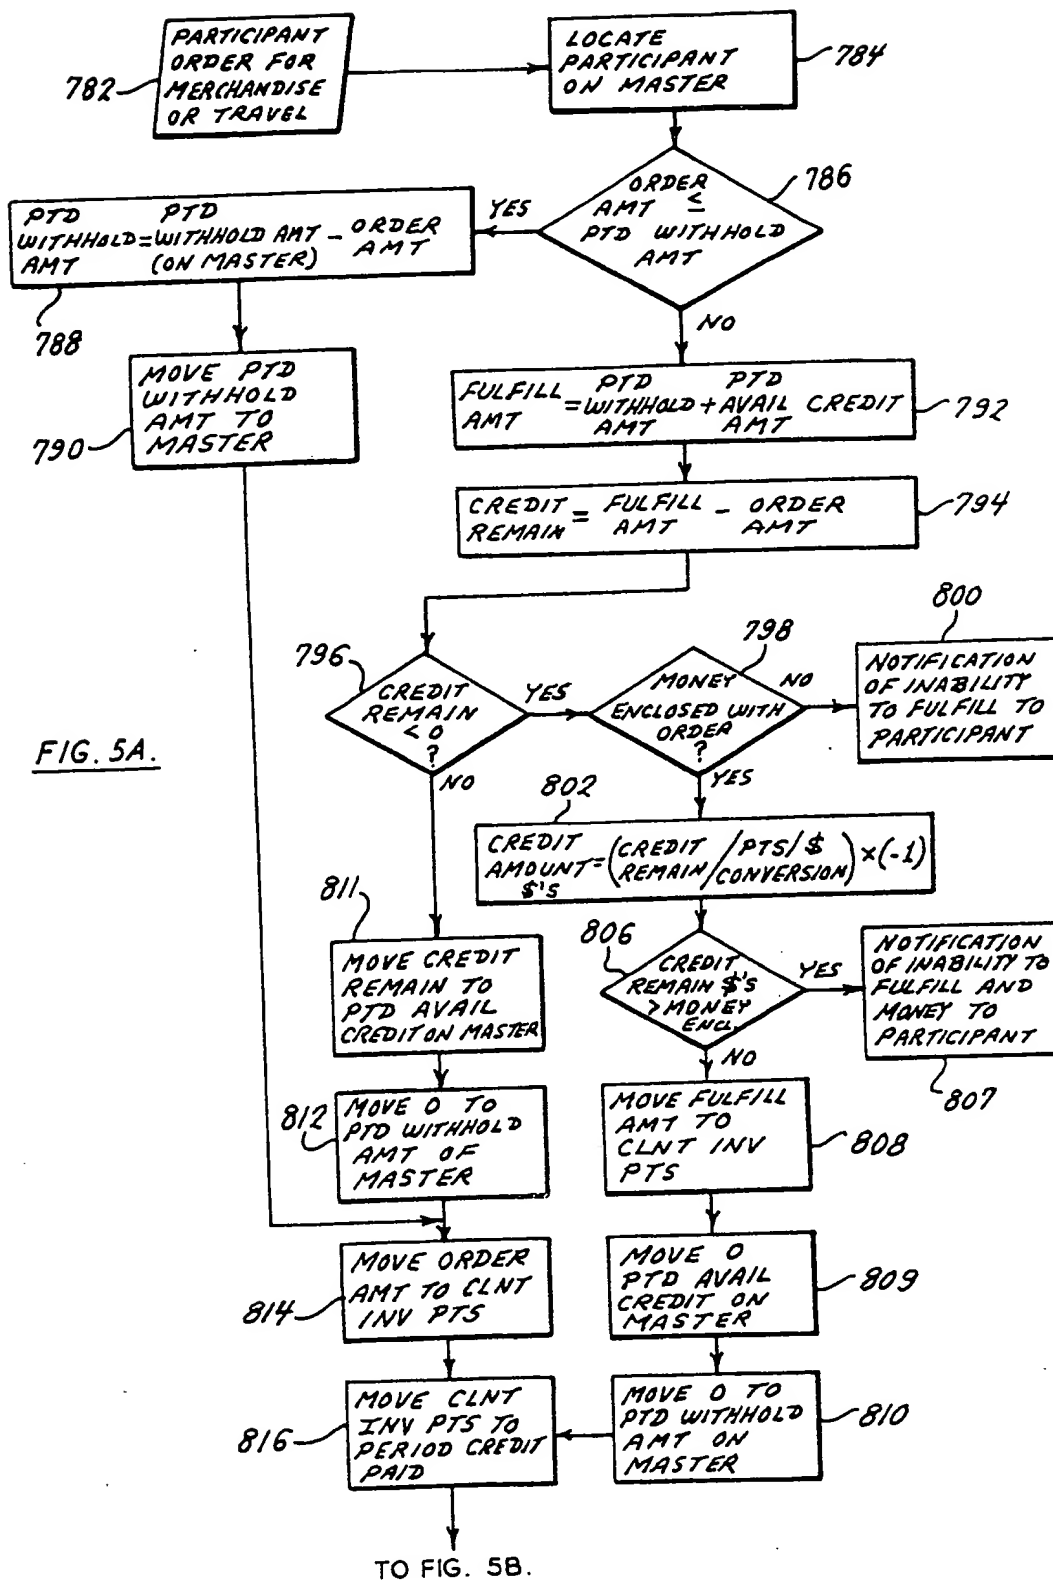 PARTICIPANT
ORDER FOR
MERCHANDISE
OR TRAVEL
782
LOCATE
PARTICIPANT
ON MASTER
784
ORDER
AMT ≤
PTD WITHHOLD
AMT
786
YES
NO
PTD PTD
WITHHOLD = WITHHOLD AMT - ORDER
AMT (ON MASTER) AMT
788
MOVE PTD
WITHHOLD
AMT TO
MASTER
790
PTD PTD
FULFILL = WITHHOLD + AVAIL CREDIT
AMT AMT AMT
792
CREDIT = FULFILL - ORDER
REMAIN AMT AMT
794
796
CREDIT
REMAIN
< 0
?
YES
NO
798
MONEY
ENCLOSED WITH
ORDER
?
NO
YES
800
NOTIFICATION
OF INABILITY
TO FULFILL TO
PARTICIPANT
FIG. 5A.
802
CREDIT
AMOUNT = (CREDIT REMAIN / PTS/$ CONVERSION) × (-1)
$'S
806
CREDIT
REMAIN $'S
> MONEY
ENCL.
YES
NO
NOTIFICATION
OF INABILITY TO
FULFILL AND
MONEY TO
PARTICIPANT
807
811
MOVE CREDIT
REMAIN TO
PTD AVAIL
CREDIT ON MASTER
812
MOVE 0 TO
PTD WITHHOLD
AMT OF
MASTER
MOVE FULFILL
AMT TO
CLNT INV
PTS
808
MOVE ORDER
AMT TO CLNT
INV PTS
814
MOVE 0
PTD AVAIL
CREDIT ON
MASTER
809
MOVE CLNT
INV PTS TO
PERIOD CREDIT
PAID
816
MOVE 0 TO
PTD WITHHOLD
AMT ON
MASTER
810
TO FIG. 5B.